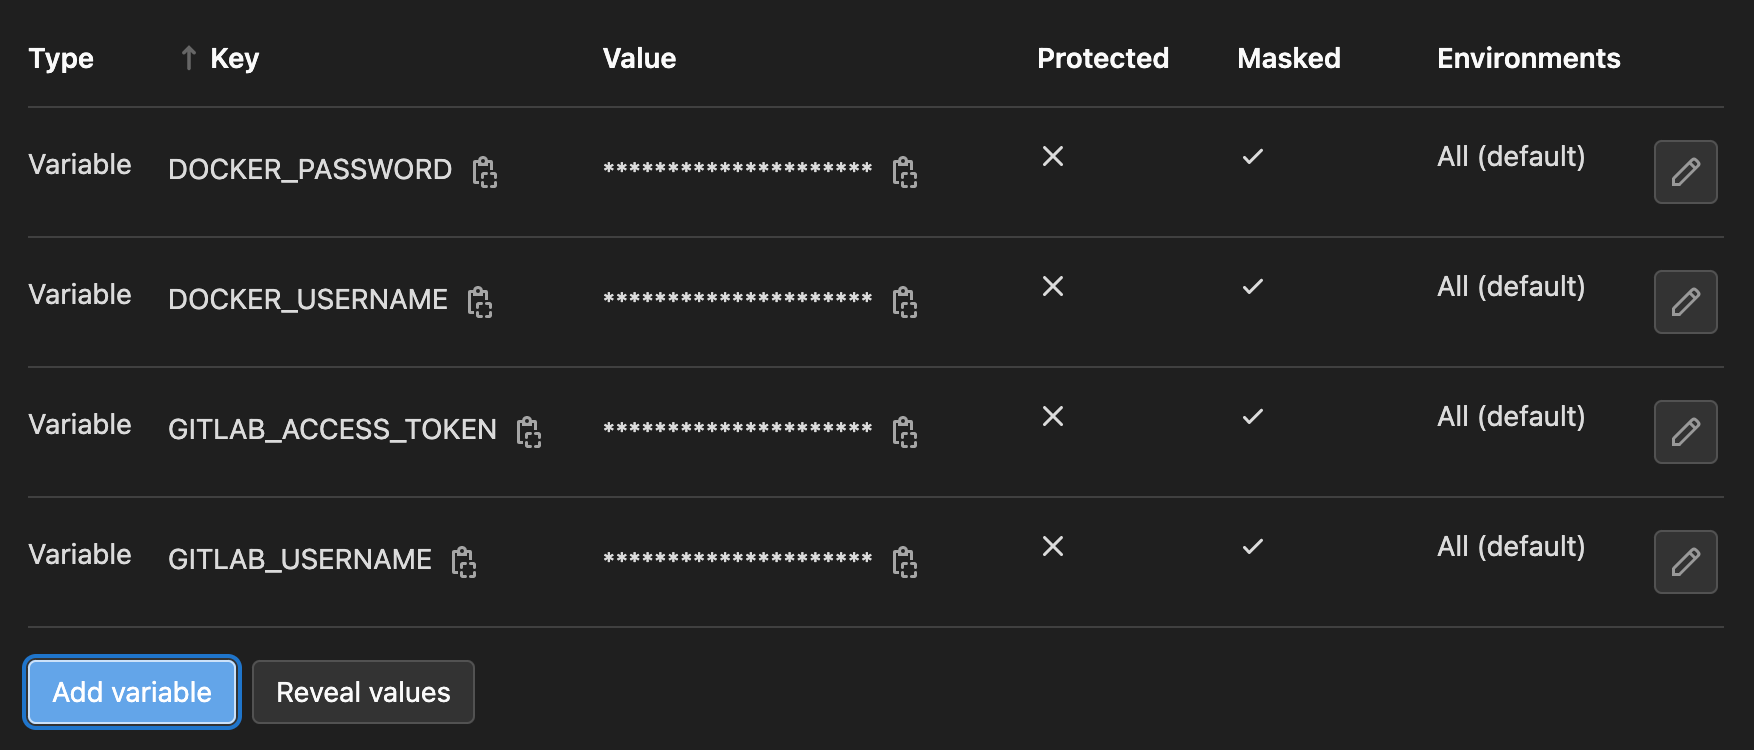 Type ↑ Key Value Protected Masked Environments
Variable DOCKER_PASSWORD ********************* All (default)
Variable DOCKER_USERNAME ********************* All (default)
Variable GITLAB_ACCESS_TOKEN ********************* All (default)
Variable GITLAB_USERNAME ********************* All (default)
Add variable Reveal values